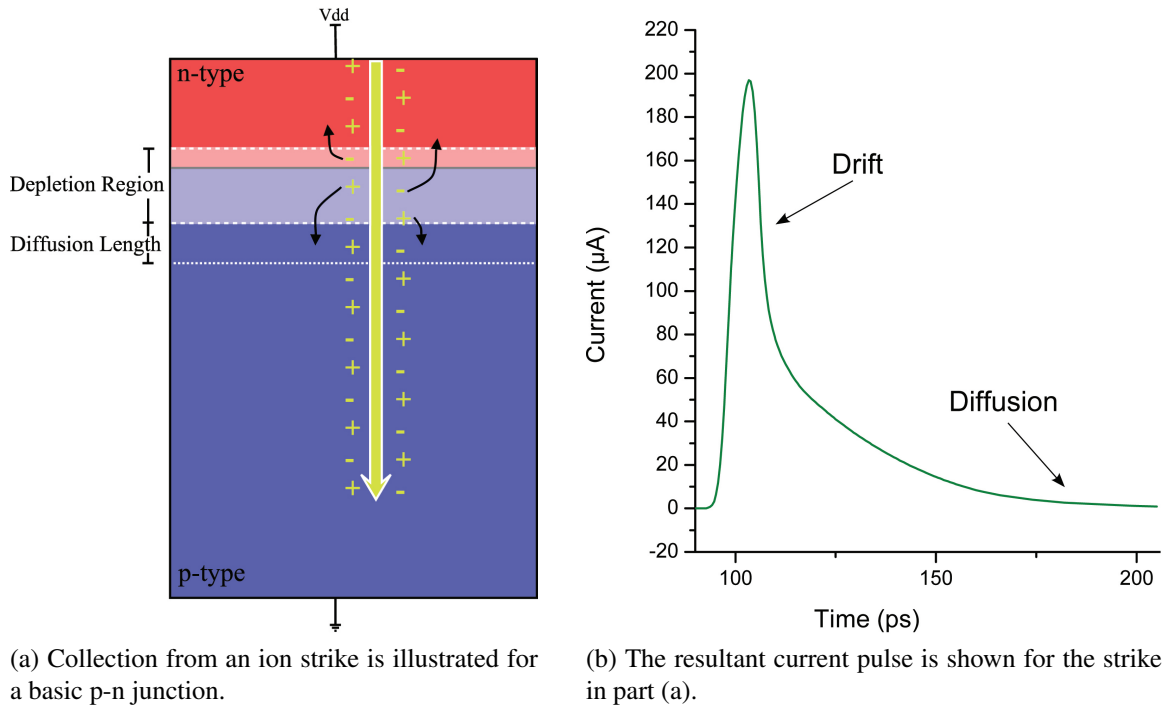 Vdd
n-type
Depletion Region
Diffusion Length
p-type
+ -
- +
+ -
- +
+ -
- +
+ -
- +
+ -
- +
+ -
- +
+ -
- +
+ -
220
200
180
160
140
120
100
80
60
40
20
0
-20
Current (μA)
Drift
Diffusion
100 150 200
Time (ps)
(a) Collection from an ion strike is illustrated for
a basic p-n junction.
(b) The resultant current pulse is shown for the strike
in part (a).